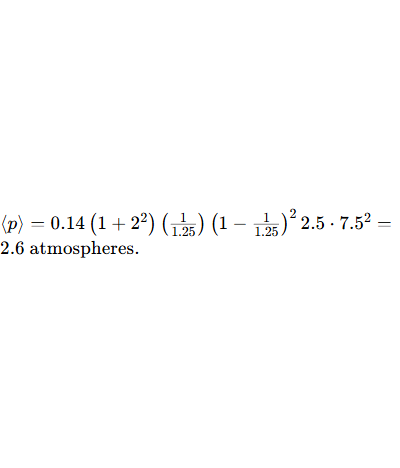 ⟨p⟩ = 0.14 (1 + 2²) (1/1.25) (1 − 1/1.25)² 2.5 · 7.5² =
2.6 atmospheres.